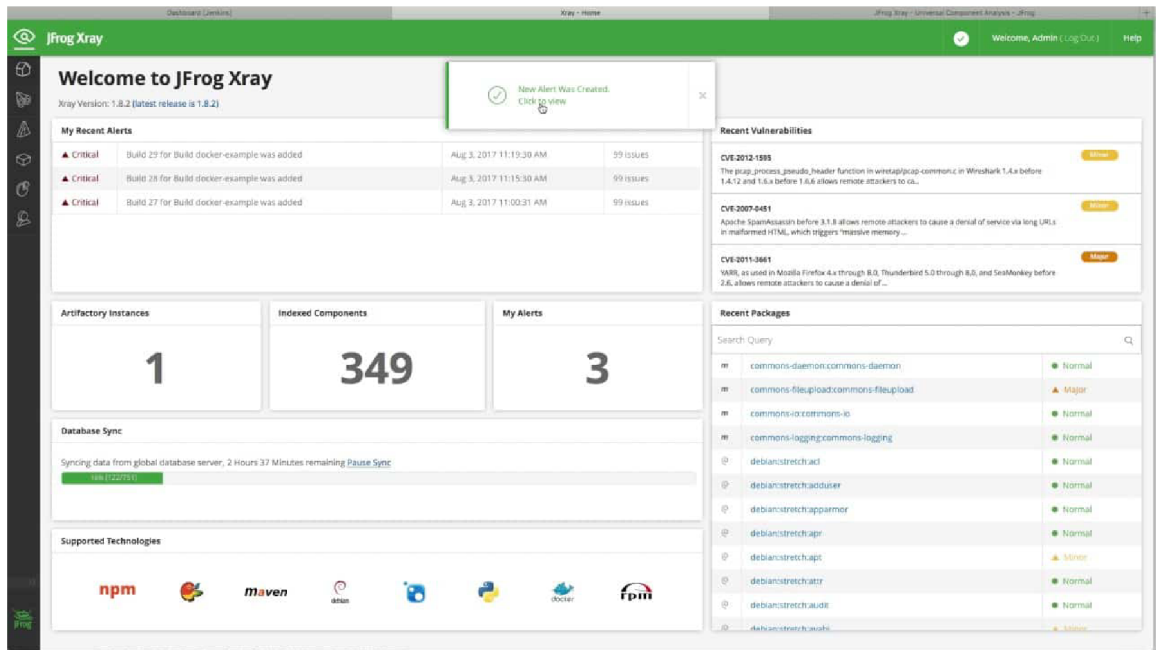 Dashboard [Jenkins]
Xray - Home
JFrog Xray - Universal Component Analysis - JFrog
JFrog Xray
Welcome, Admin ( Log Out )
Help
Welcome to JFrog Xray
Xray Version: 1.8.2 (latest release is 1.8.2)
New Alert Was Created.
Click to view
My Recent Alerts
Critical Build 29 for Build docker-example was added Aug 3, 2017 11:19:30 AM 99 issues
Critical Build 28 for Build docker-example was added Aug 3, 2017 11:15:30 AM 99 issues
Critical Build 27 for Build docker-example was added Aug 3, 2017 11:00:31 AM 99 issues
Recent Vulnerabilities
CVE-2012-1595 Minor
The pcap_process_pseudo_header function in wiretap/pcap-common.c in Wireshark 1.4.x before
1.4.12 and 1.6.x before 1.6.6 allows remote attackers to ca...
CVE-2007-0451 Minor
Apache SpamAssassin before 3.1.8 allows remote attackers to cause a denial of service via long URLs
in malformed HTML, which triggers "massive memory ...
CVE-2011-3661 Major
YARR, as used in Mozilla Firefox 4.x through 8.0, Thunderbird 5.0 through 8.0, and SeaMonkey before
2.6, allows remote attackers to cause a denial of ...
Artifactory Instances
1
Indexed Components
349
My Alerts
3
Database Sync
Syncing data from global database server, 2 Hours 37 Minutes remaining Pause Sync
(122/751)
Supported Technologies
npm
maven
debian
docker
rpm
Recent Packages
Search Query
m commons-daemon:commons-daemon Normal
m commons-fileupload:commons-fileupload Major
m commons-io:commons-io Normal
m commons-logging:commons-logging Normal
debian:stretch:acl Normal
debian:stretch:adduser Normal
debian:stretch:apparmor Normal
debian:stretch:apr Normal
debian:stretch:apt Minor
debian:stretch:attr Normal
debian:stretch:audit Normal
debian:stretch:avahi Minor
JFrog